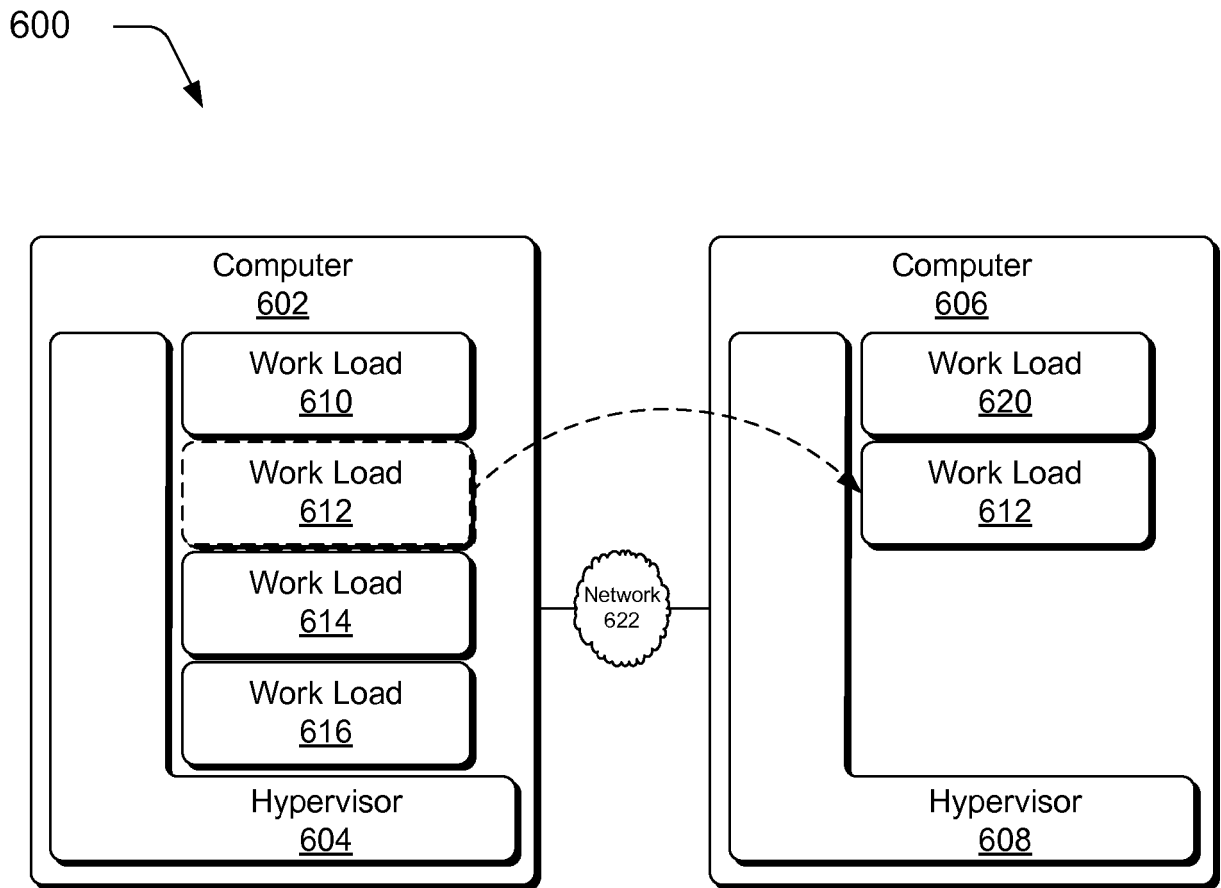 600
Computer
602
Work Load
610
Work Load
612
Work Load
614
Work Load
616
Hypervisor
604
Network
622
Computer
606
Work Load
620
Work Load
612
Hypervisor
608